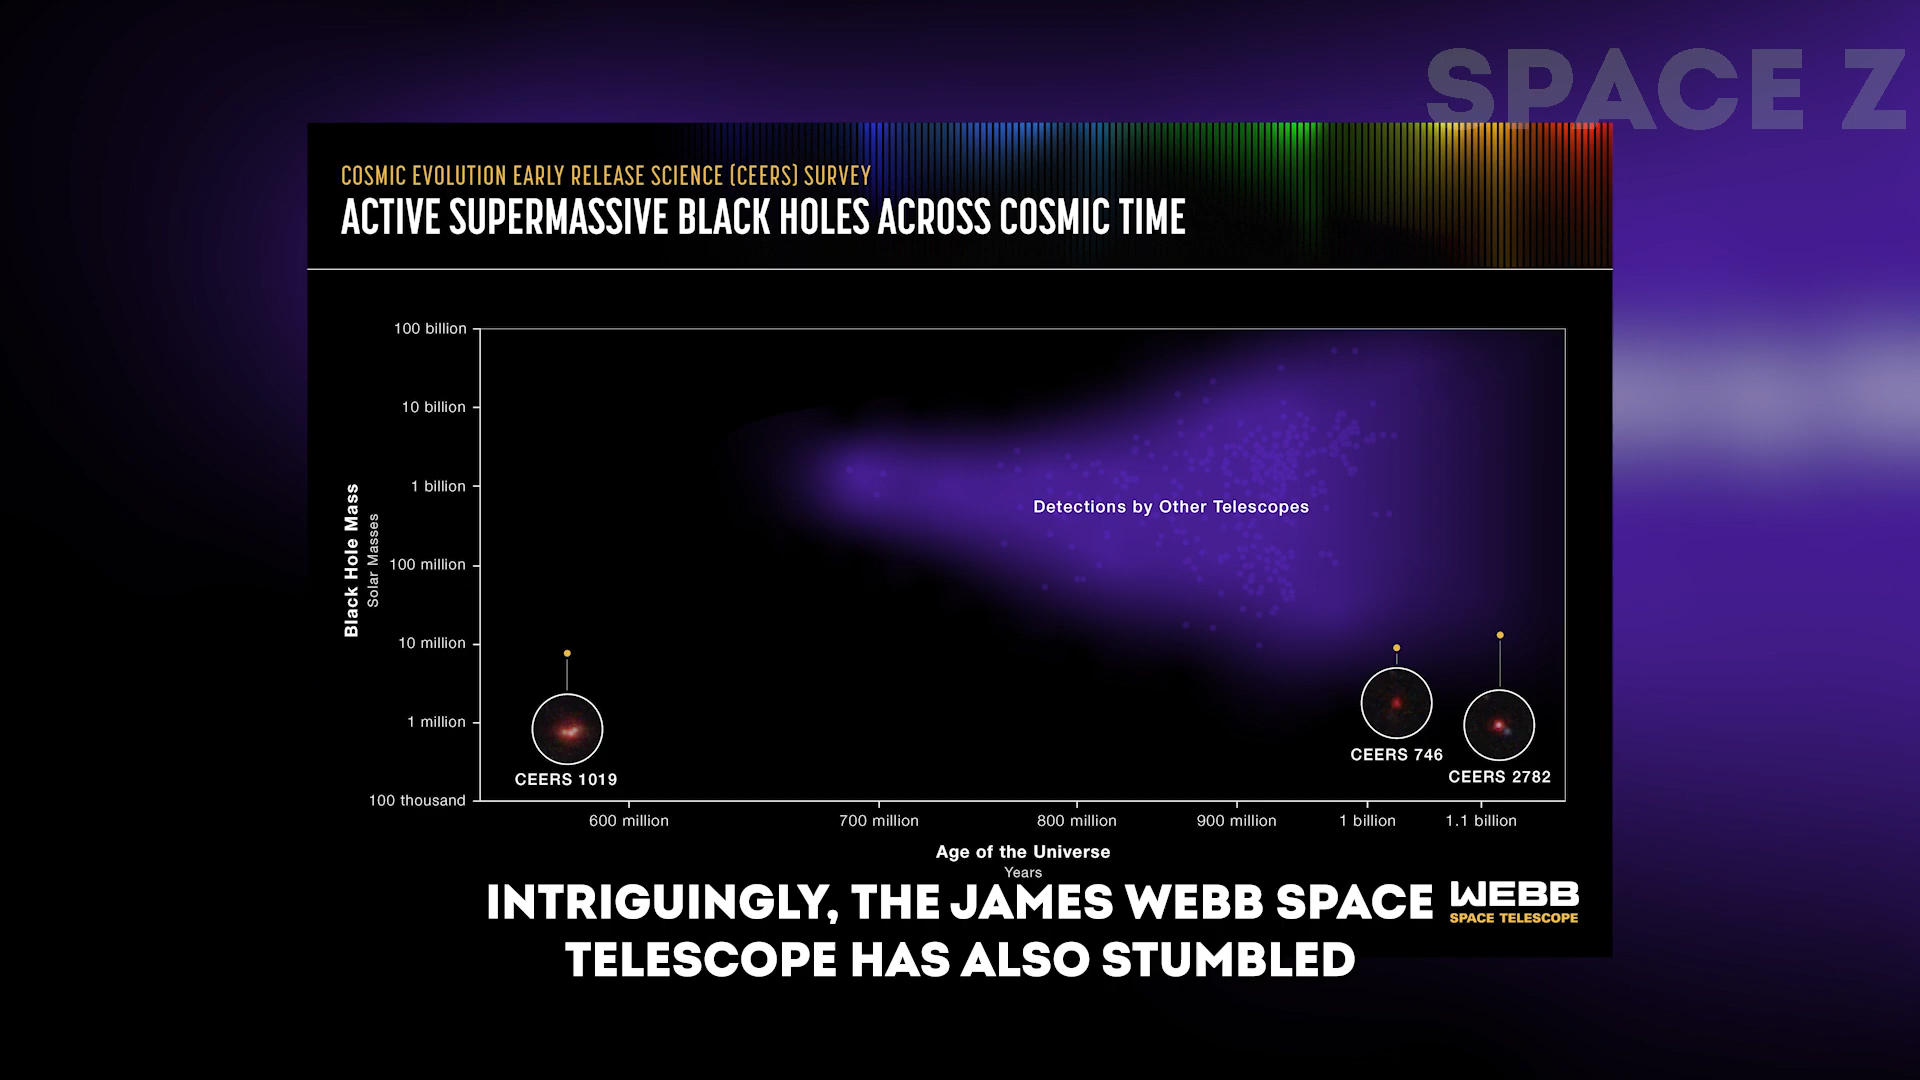 SPACE Z
COSMIC EVOLUTION EARLY RELEASE SCIENCE (CEERS) SURVEY
ACTIVE SUPERMASSIVE BLACK HOLES ACROSS COSMIC TIME
100 billion
10 billion
1 billion
100 million
10 million
1 million
100 thousand
Black Hole Mass
Solar Masses
Detections by Other Telescopes
CEERS 1019
CEERS 746
CEERS 2782
600 million
700 million
800 million
900 million
1 billion
1.1 billion
Age of the Universe
Years
INTRIGUINGLY, THE JAMES WEBB SPACE
TELESCOPE HAS ALSO STUMBLED
WEBB
SPACE TELESCOPE